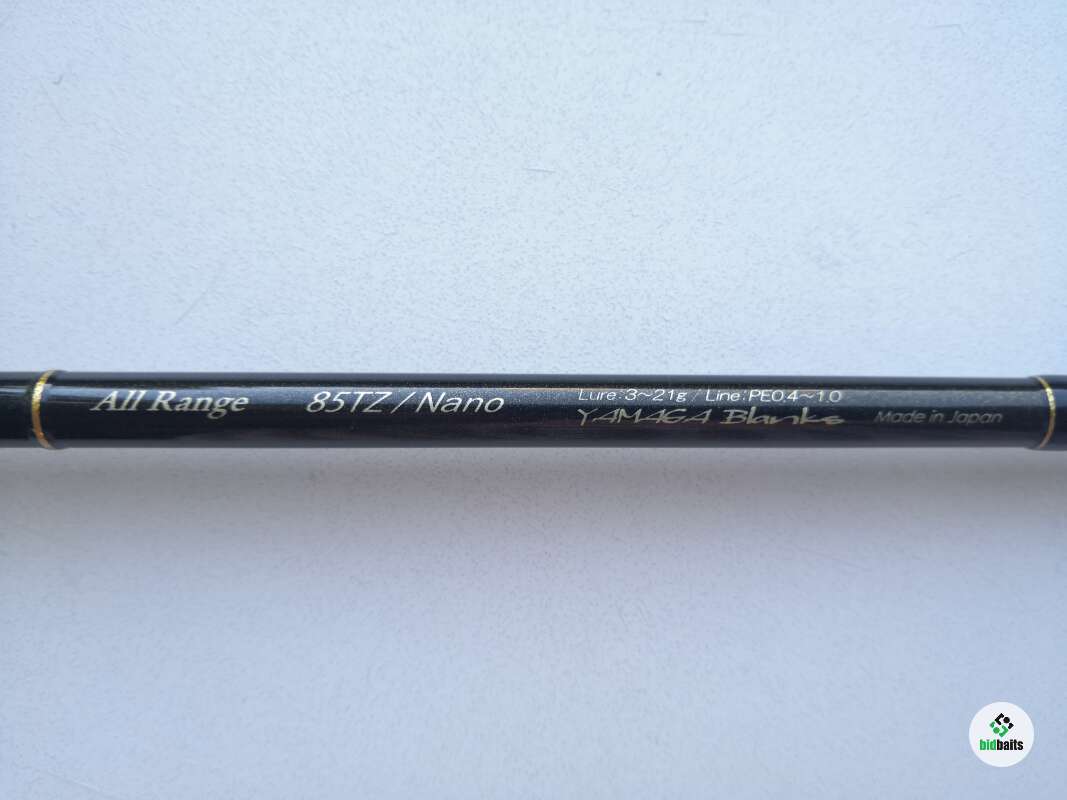 All Range 85TZ/Nano
Lure:3~21g/Line:PE0.4~1.0
YAMAGA Blanks Made in Japan
bidbaits